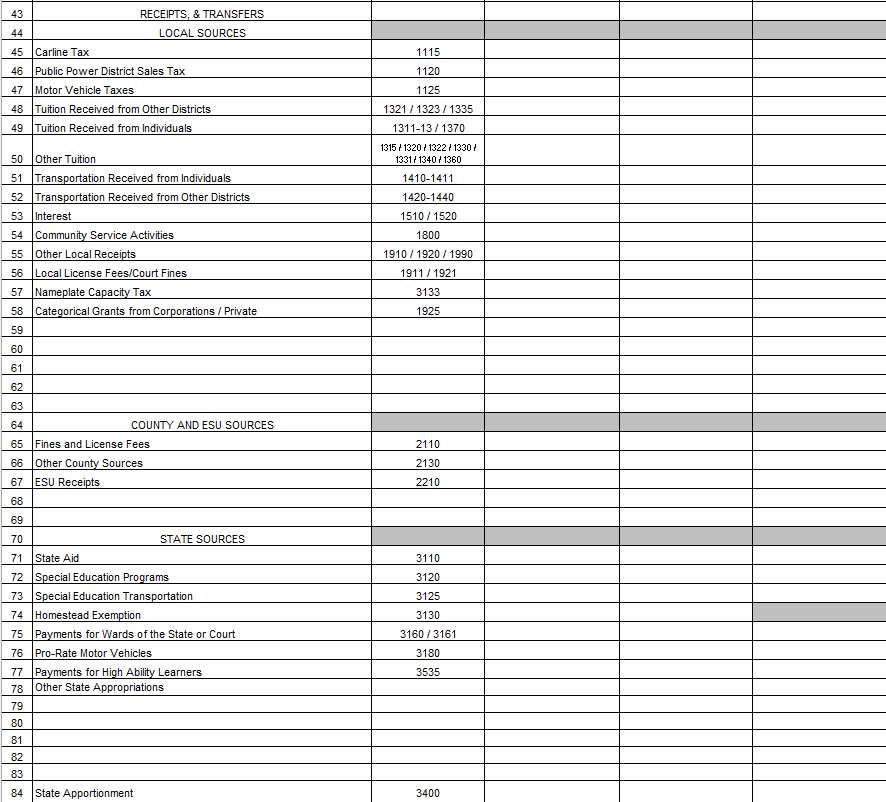 43 RECEIPTS, & TRANSFERS
44 LOCAL SOURCES
45 Carline Tax 1115
46 Public Power District Sales Tax 1120
47 Motor Vehicle Taxes 1125
48 Tuition Received from Other Districts 1321 / 1323 / 1335
49 Tuition Received from Individuals 1311-13 / 1370
1315 / 1320 / 1322 / 1330 /
50 Other Tuition 1331 / 1340 / 1360
51 Transportation Received from Individuals 1410-1411
52 Transportation Received from Other Districts 1420-1440
53 Interest 1510 / 1520
54 Community Service Activities 1800
55 Other Local Receipts 1910 / 1920 / 1990
56 Local License Fees/Court Fines 1911 / 1921
57 Nameplate Capacity Tax 3133
58 Categorical Grants from Corporations / Private 1925
59
60
61
62
63
64 COUNTY AND ESU SOURCES
65 Fines and License Fees 2110
66 Other County Sources 2130
67 ESU Receipts 2210
68
69
70 STATE SOURCES
71 State Aid 3110
72 Special Education Programs 3120
73 Special Education Transportation 3125
74 Homestead Exemption 3130
75 Payments for Wards of the State or Court 3160 / 3161
76 Pro-Rate Motor Vehicles 3180
77 Payments for High Ability Learners 3535
78 Other State Appropriations
79
80
81
82
83
84 State Apportionment 3400